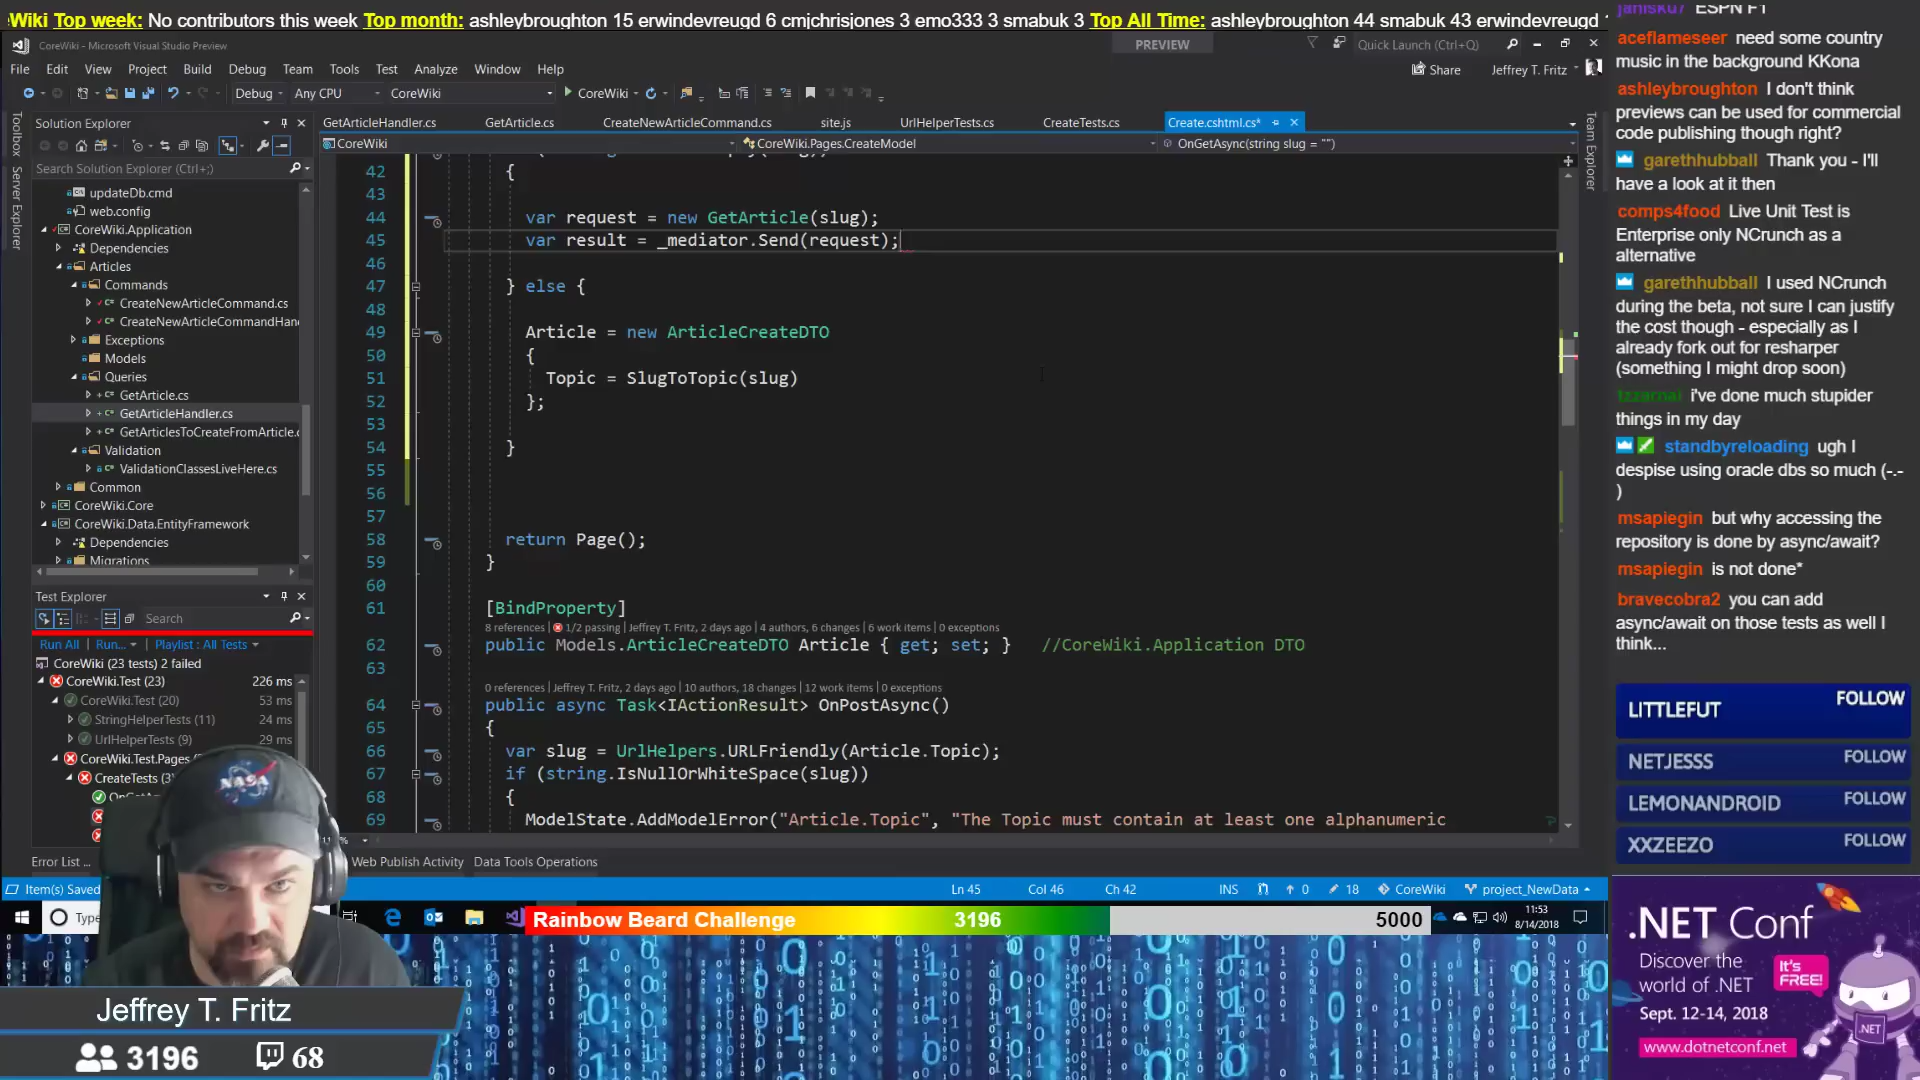 eWiki Top week: No contributors this week Top month: ashleybroughton 15 erwindevreugd 6 cmjchrisjones 3 emo333 3 smabuk 3 Top All Time: ashleybroughton 44 smabuk 43 erwindevreugd
CoreWiki - Microsoft Visual Studio Preview
PREVIEW
Quick Launch (Ctrl+Q)
File Edit View Project Build Debug Team Tools Test Analyze Window Help
Share
Jeffrey T. Fritz
Debug Any CPU CoreWiki CoreWiki
Toolbox
Server Explorer
Team Explorer
Solution Explorer
Search Solution Explorer (Ctrl+;)
updateDb.cmd
web.config
CoreWiki.Application
Dependencies
Articles
Commands
CreateNewArticleCommand.cs
CreateNewArticleCommandHan
Exceptions
Models
Queries
GetArticle.cs
GetArticleHandler.cs
GetArticlesToCreateFromArticle.c
Validation
ValidationClassesLiveHere.cs
Common
CoreWiki.Core
CoreWiki.Data.EntityFramework
Dependencies
Migrations
Test Explorer
Search
Run All Run... Playlist : All Tests
CoreWiki (23 tests) 2 failed
CoreWiki.Test (23) 226 ms
CoreWiki.Test (20) 53 ms
StringHelperTests (11) 24 ms
UrlHelperTests (9) 29 ms
CoreWiki.Test.Pages
CreateTests (3)
GetArticleHandler.cs GetArticle.cs CreateNewArticleCommand.cs site.js UrlHelperTests.cs CreateTests.cs Create.cshtml.cs*
CoreWiki CoreWiki.Pages.CreateModel OnGetAsync(string slug = "")
42 {
43
44 var request = new GetArticle(slug);
45 var result = _mediator.Send(request);
46
47 } else {
48
49 Article = new ArticleCreateDTO
50 {
51 Topic = SlugToTopic(slug)
52 };
53
54 }
55
56
57
58 return Page();
59 }
60
61 [BindProperty]
8 references | 1/2 passing | Jeffrey T. Fritz, 2 days ago | 4 authors, 6 changes | 6 work items | 0 exceptions
62 public Models.ArticleCreateDTO Article { get; set; } //CoreWiki.Application DTO
63
0 references | Jeffrey T. Fritz, 2 days ago | 10 authors, 18 changes | 12 work items | 0 exceptions
64 public async Task<IActionResult> OnPostAsync()
65 {
66 var slug = UrlHelpers.URLFriendly(Article.Topic);
67 if (string.IsNullOrWhiteSpace(slug))
68 {
69 ModelState.AddModelError("Article.Topic", "The Topic must contain at least one alphanumeric
Error List ... Web Publish Activity Data Tools Operations
Item(s) Saved Ln 45 Col 46 Ch 42 INS 0 18 CoreWiki project_NewData
Type
Rainbow Beard Challenge 3196 5000
11:53
8/14/2018
janisku7 ESPN F1
aceflameseer need some country
music in the background KKona
ashleybroughton I don't think
previews can be used for commercial
code publishing though right?
garethhubball Thank you - I'll
have a look at it then
comps4food Live Unit Test is
Enterprise only NCrunch as a
alternative
garethhubball I used NCrunch
during the beta, not sure I can justify
the cost though - especially as I
already fork out for resharper
(something I might drop soon)
tzzarnai i've done much stupider
things in my day
standbyreloading ugh I
despise using oracle dbs so much (-.-
)
msapiegin but why accessing the
repository is done by async/await?
msapiegin is not done*
bravecobra2 you can add
async/await on those tests as well I
think...
LITTLEFUT FOLLOW
NETJESSS FOLLOW
LEMONANDROID FOLLOW
XXZEEZO FOLLOW
.NET Conf
Discover the
world of .NET
It's
FREE!
Sept. 12-14, 2018
.NET
www.dotnetconf.net
NASA
Jeffrey T. Fritz
3196 68